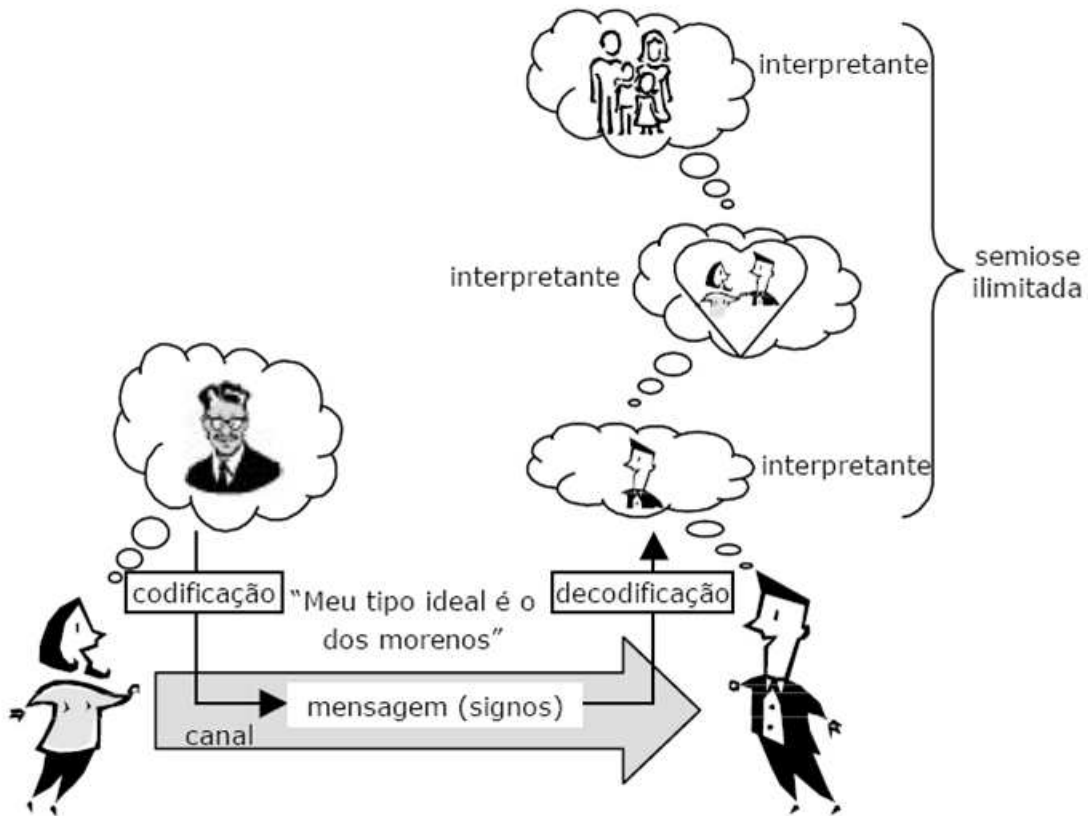 interpretante
semiose
ilimitada
interpretante
interpretante
codificação
"Meu tipo ideal é o
dos morenos"
decodificação
mensagem (signos)
canal